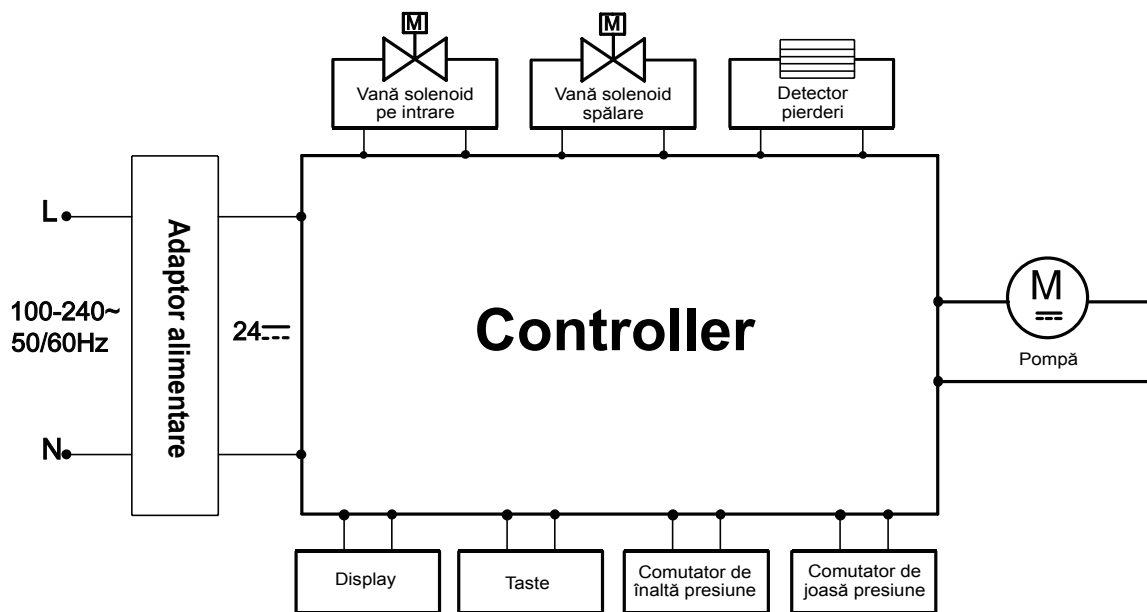 M
M
Vană solenoid
pe intrare
Vană solenoid
spălare
Detector
pierderi
L
100-240~
50/60Hz
N
Adaptor alimentare
24⎓
Controller
M
Pompă
Display
Taste
Comutator de
înaltă presiune
Comutator de
joasă presiune